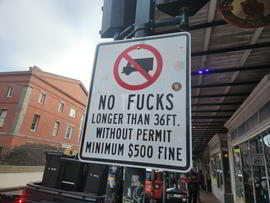 NO FUCKS
LONGER THAN 36FT.
WITHOUT PERMIT
MINIMUM $500 FINE